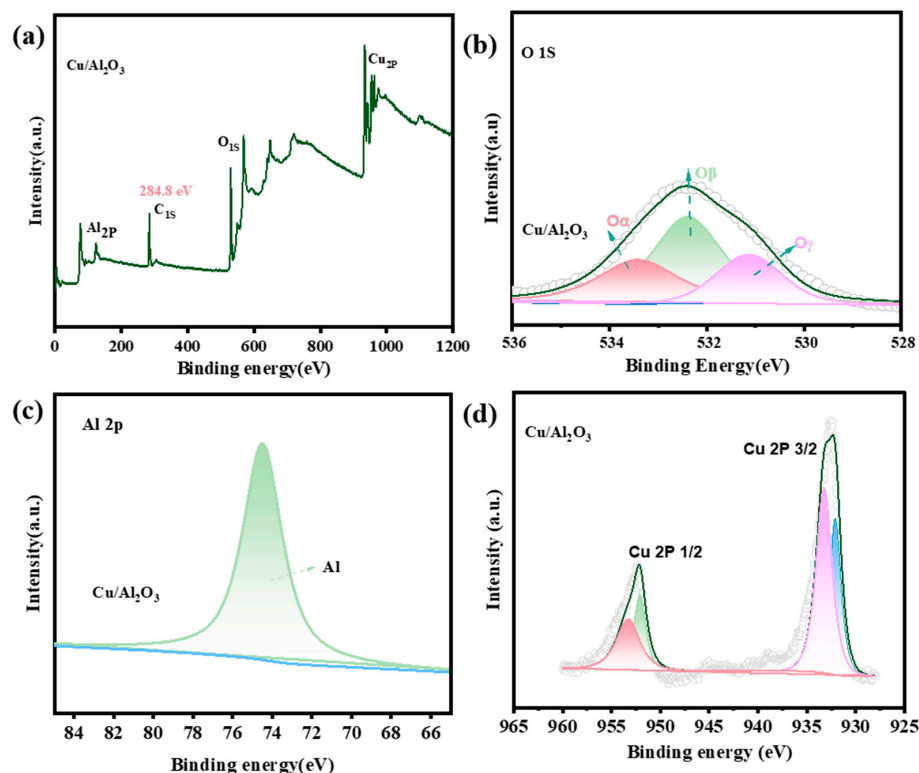 (a)
Cu/Al₂O₃
Cu₂P
O₁S
284.8 eV
C₁S
Al₂P
Intensity(a.u.)
0 200 400 600 800 1000 1200
Binding energy(eV)
(b)
O 1S
Oβ
Oα
Oγ
Cu/Al₂O₃
Intensity(a.u)
536 534 532 530 528
Binding Energy(eV)
(c)
Al 2p
Al
Cu/Al₂O₃
Intensity(a.u.)
84 82 80 78 76 74 72 70 68 66
Binding Energy(eV)
(d)
Cu/Al₂O₃
Cu 2P 3/2
Cu 2P 1/2
Intensity (a.u.)
965 960 955 950 945 940 935 930 925
Binding energy (eV)